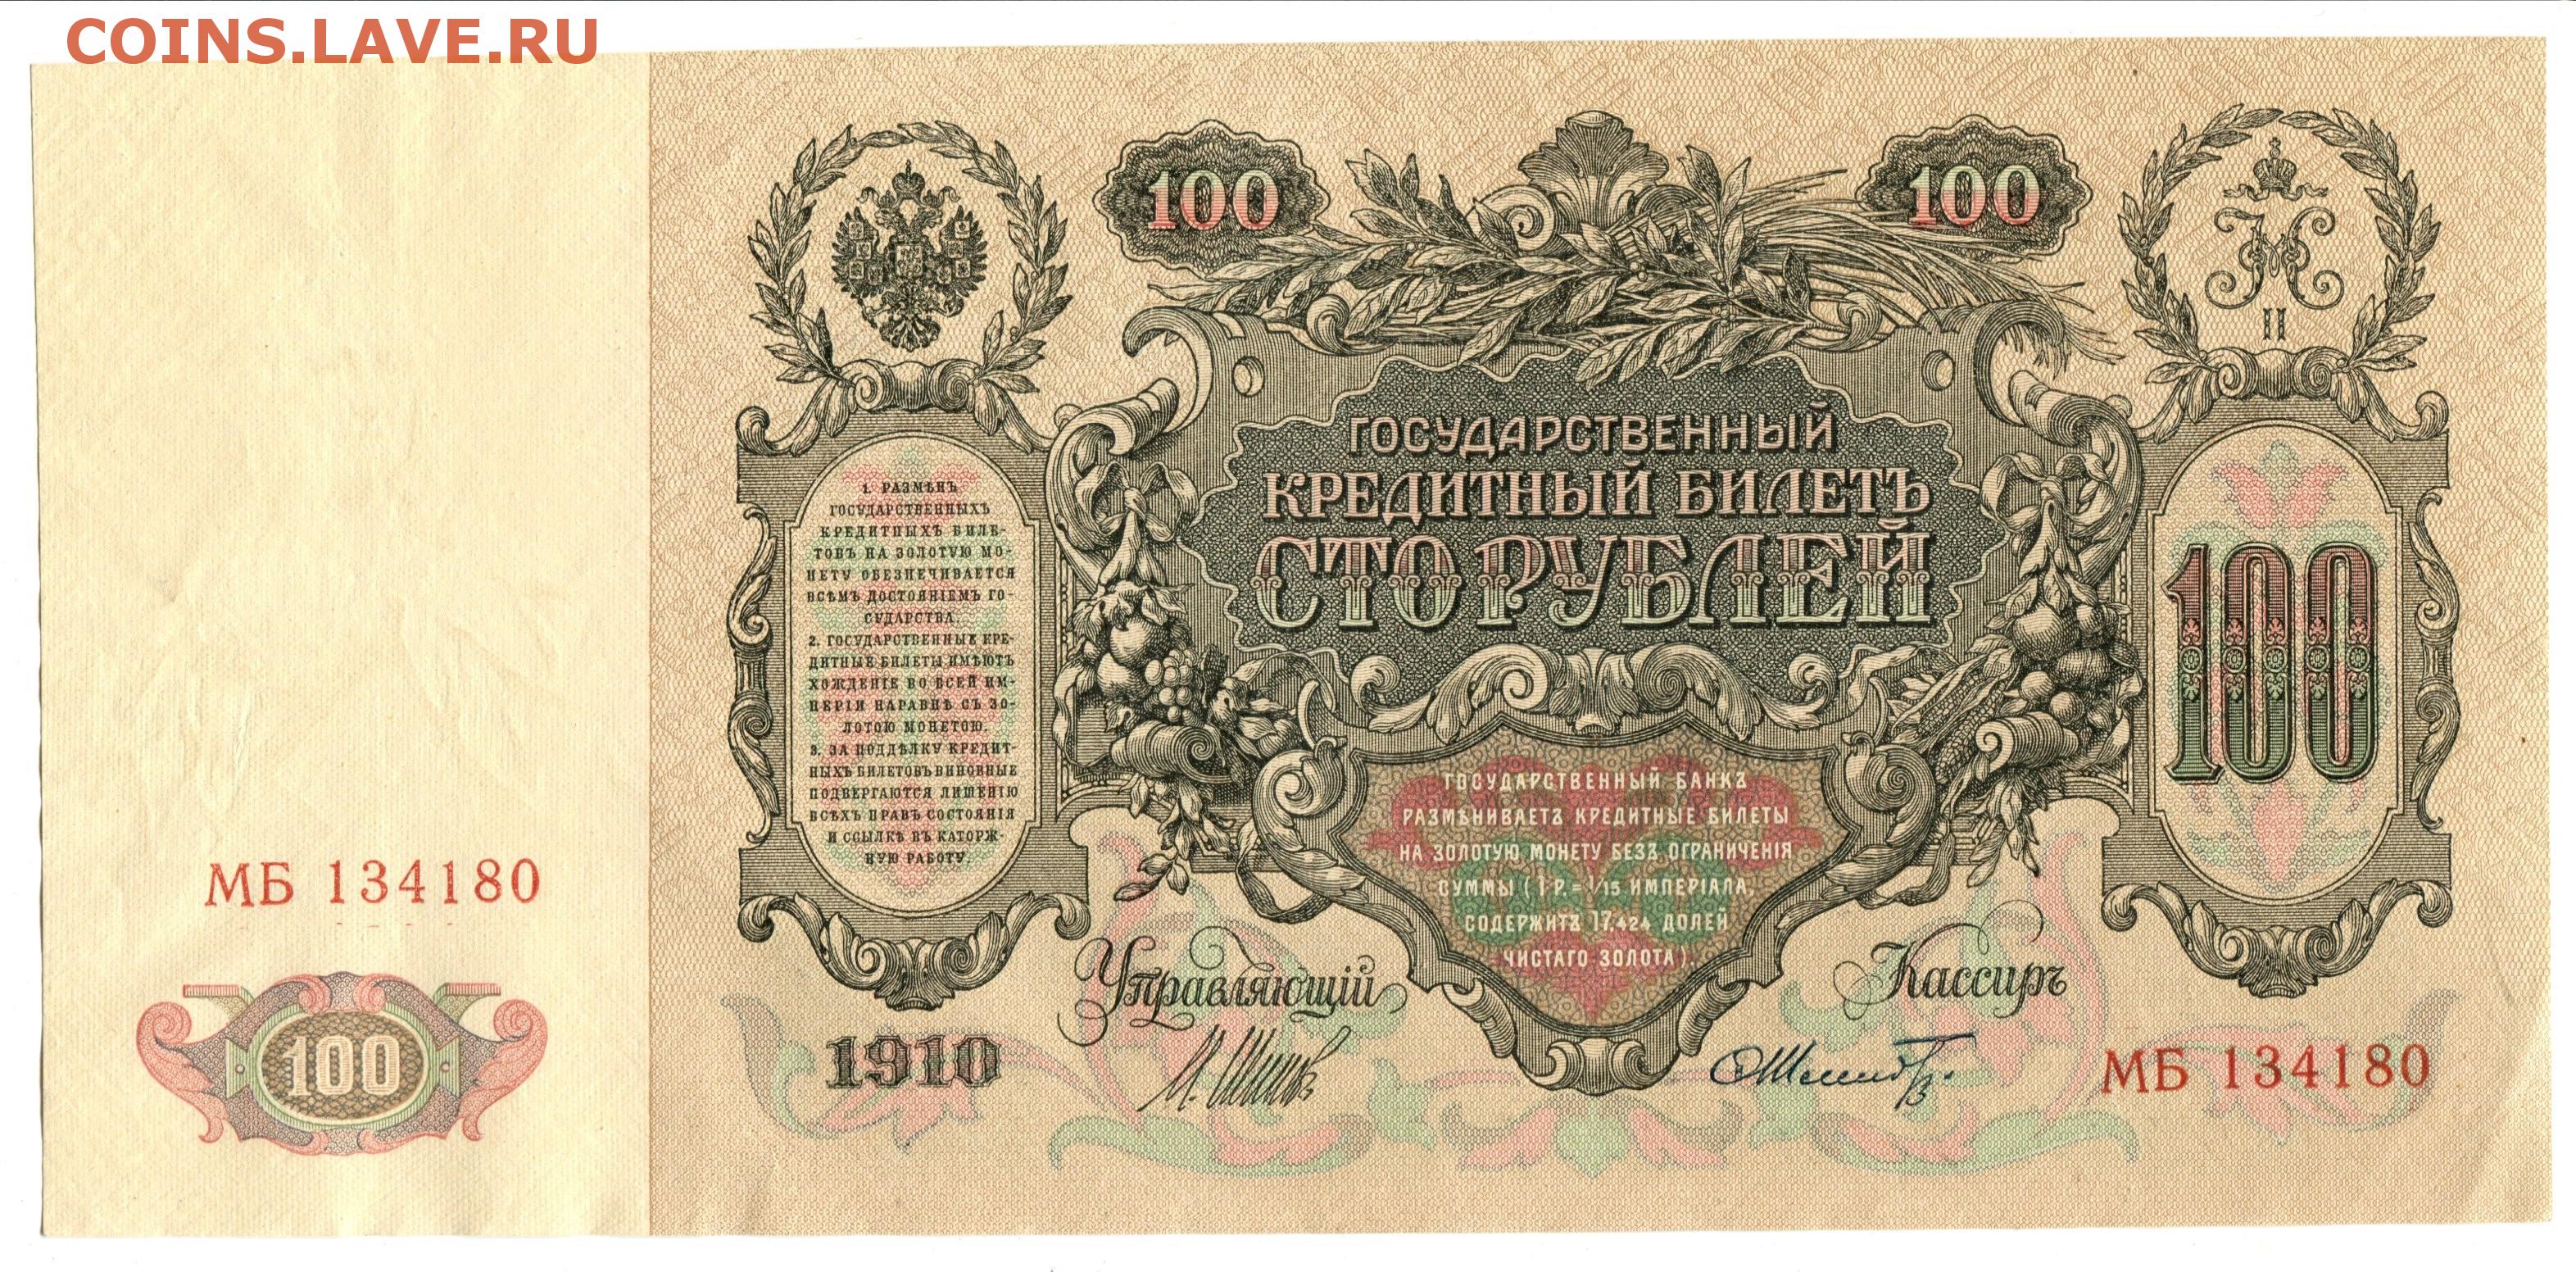 COINS.LAVE.RU
100
100
II
ГОСУДАРСТВЕННЫЙ
КРЕДИТНЫЙ БИЛЕТЪ
СТО РУБЛЕЙ
1. РАЗМѢНЪ
ГОСУДАРСТВЕННЫХЪ
КРЕДИТНЫХЪ БИЛЕ-
ТОВЪ НА ЗОЛОТУЮ МО-
НЕТУ ОБЕЗПЕЧИВАЕТСЯ
ВСѢМЪ ДОСТОЯНІЕМЪ ГО-
СУДАРСТВА.
2. ГОСУДАРСТВЕННЫЕ КРЕ-
ДИТНЫЕ БИЛЕТЫ ИМѢЮТЪ
ХОЖДЕНІЕ ВО ВСЕЙ ИМ-
ПЕРІИ НАРАВНѢ СЪ ЗО-
ЛОТОЮ МОНЕТОЮ.
3. ЗА ПОДДѢЛКУ КРЕДИТ-
НЫХЪ БИЛЕТОВЪ ВИНОВНЫЕ
ПОДВЕРГАЮТСЯ ЛИШЕНІЮ
ВСѢХЪ ПРАВЪ СОСТОЯНІЯ
И ССЫЛКѢ ВЪ КАТОРЖ-
НУЮ РАБОТУ.
100
ГОСУДАРСТВЕННЫЙ БАНКЪ
РАЗМѢНИВАЕТЪ КРЕДИТНЫЕ БИЛЕТЫ
НА ЗОЛОТУЮ МОНЕТУ БЕЗЪ ОГРАНИЧЕНІЯ
СУММЫ (1 Р. = 1/15 ИМПЕРІАЛА,
СОДЕРЖИТЪ 17,424 ДОЛЕЙ
ЧИСТАГО ЗОЛОТА).
МБ 134180
100
Управляющій
Кассиръ
1910
МБ 134180